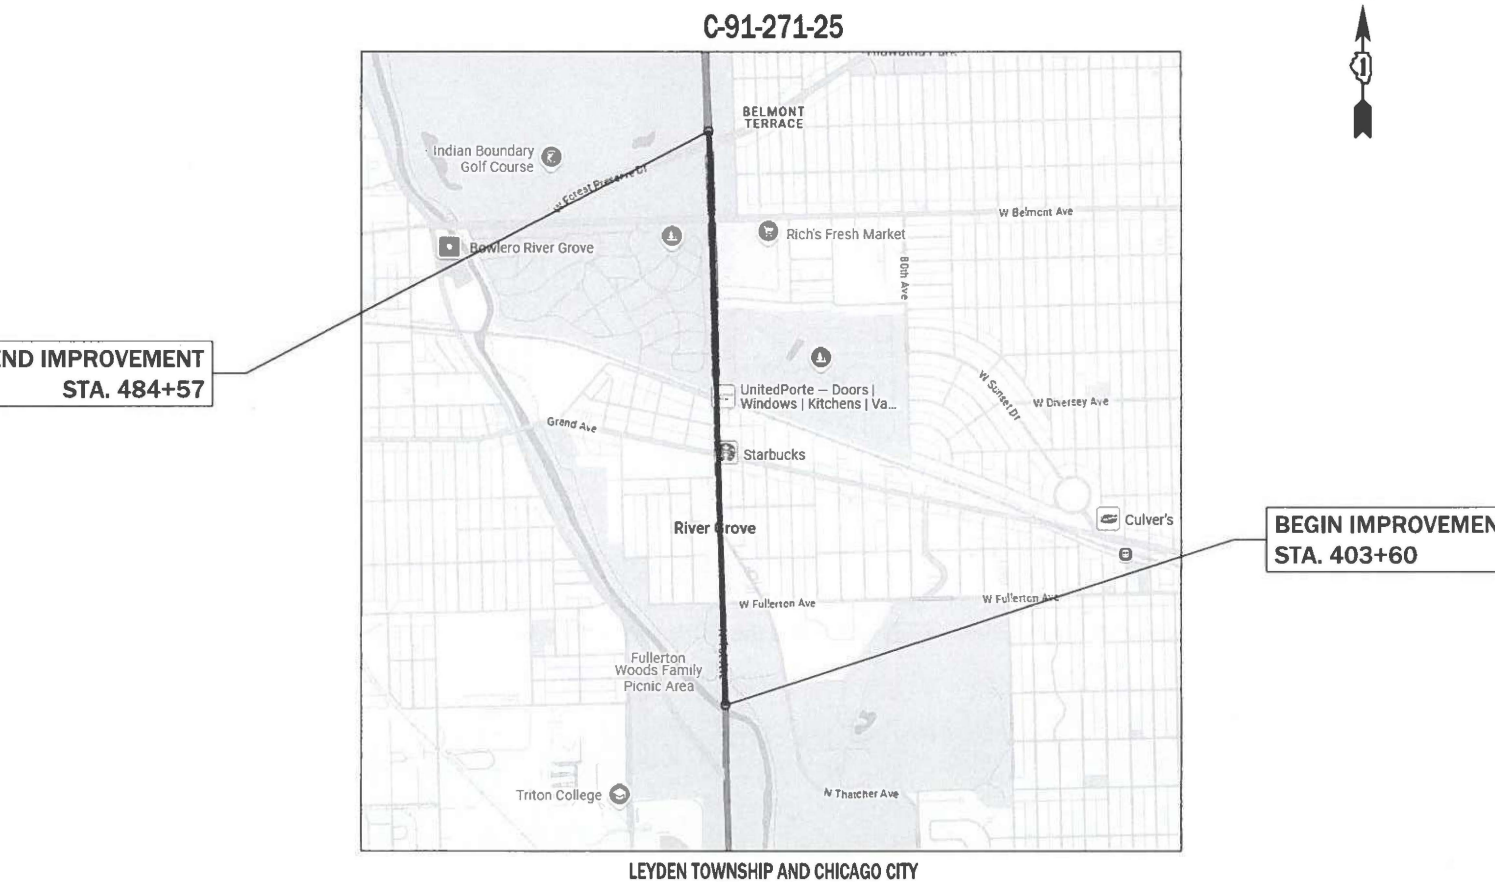 C-91-271-25
BELMONT
TERRACE
Indian Boundary
Golf Course
W Forest Preserve Dr
W Belmont Ave
Bowlero River Grove
Rich's Fresh Market
80th Ave
END IMPROVEMENT
STA. 484+57
UnitedPorte – Doors |
Windows | Kitchens | Va...
W Sunset Dr
W Diversey Ave
Grand Ave
Starbucks
River Grove
Culver's
BEGIN IMPROVEMEN
STA. 403+60
W Fullerton Ave
W Fullerton Ave
Fullerton
Woods Family
Picnic Area
Triton College
N Thatcher Ave
LEYDEN TOWNSHIP AND CHICAGO CITY